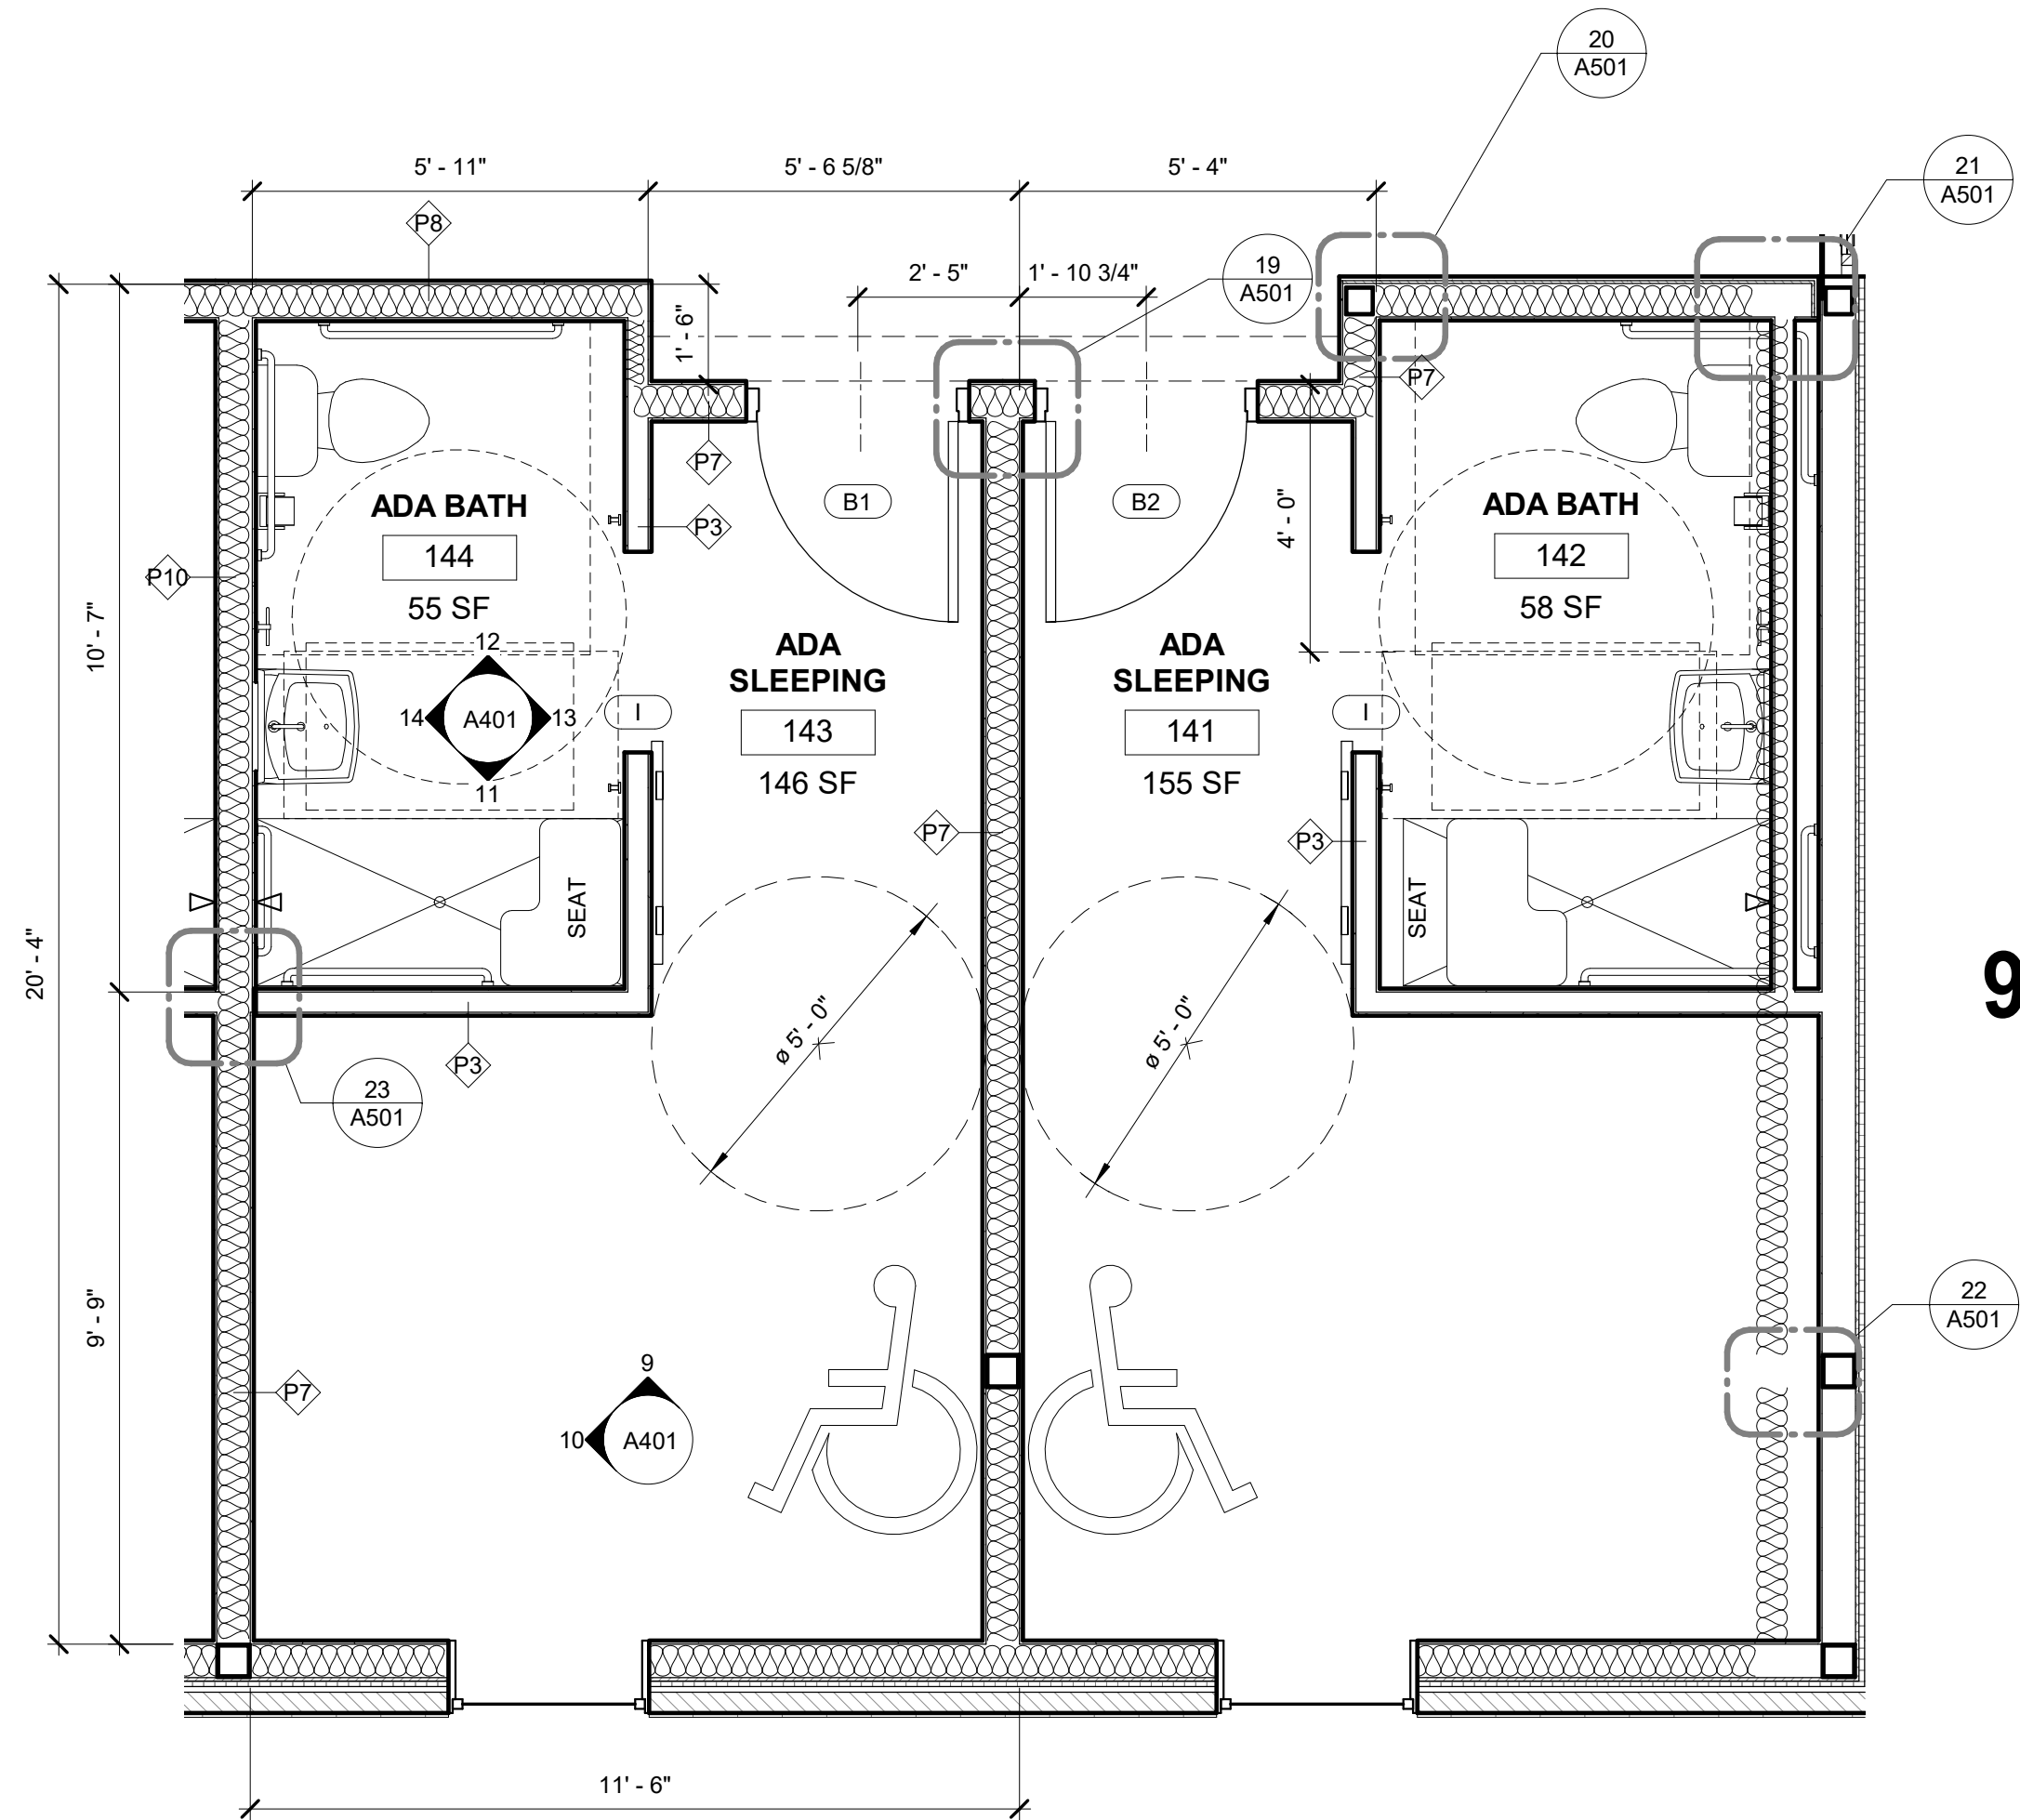 20
A501
21
A501
5' - 11"
5' - 6 5/8"
5' - 4"
P8
2' - 5"
1' - 10 3/4"
19
A501
1' - 6"
P7
P7
ADA BATH
144
55 SF
P3
B1
B2
4' - 0"
ADA BATH
142
58 SF
P10
10' - 7"
12
14
A401
13
11
I
ADA
SLEEPING
143
146 SF
ADA
SLEEPING
141
155 SF
I
P7
P3
SEAT
SEAT
20' - 4"
9
ø 5' - 0"
ø 5' - 0"
P3
23
A501
22
A501
9' - 9"
P7
9
10
A401
11' - 6"